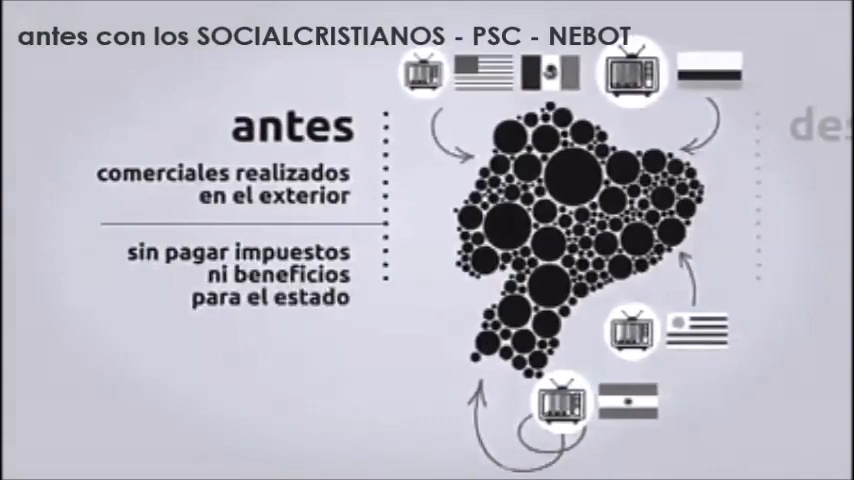 antes con los SOCIALCRISTIANOS - PSC - NEBOT
antes
des
comerciales realizados
en el exterior
sin pagar impuestos
ni beneficios
para el estado